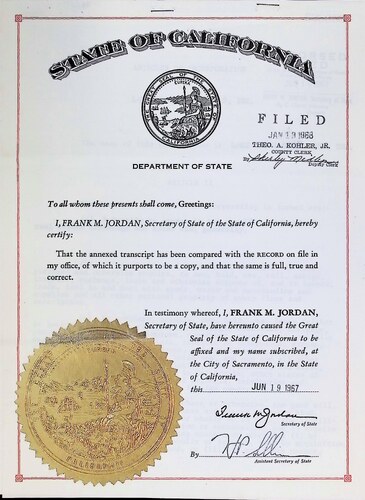 STATE OF CALIFORNIA
FILED
JAN 19 1968
THEO. A. KOHLER, JR.
COUNTY CLERK
By
Deputy Clerk
DEPARTMENT OF STATE
To all whom these presents shall come, Greetings:
I, FRANK M. JORDAN, Secretary of State of the State of California, hereby
certify:
That the annexed transcript has been compared with the RECORD on file in
my office, of which it purports to be a copy, and that the same is full, true and
correct.
In testimony whereof, I, FRANK M. JORDAN,
Secretary of State, have hereunto caused the Great
Seal of the State of California to be
affixed and my name subscribed, at
the City of Sacramento, in the
State of California,
this JUN 19 1967
Frank M. Jordan
Secretary of State
By
Assistant Secretary of State